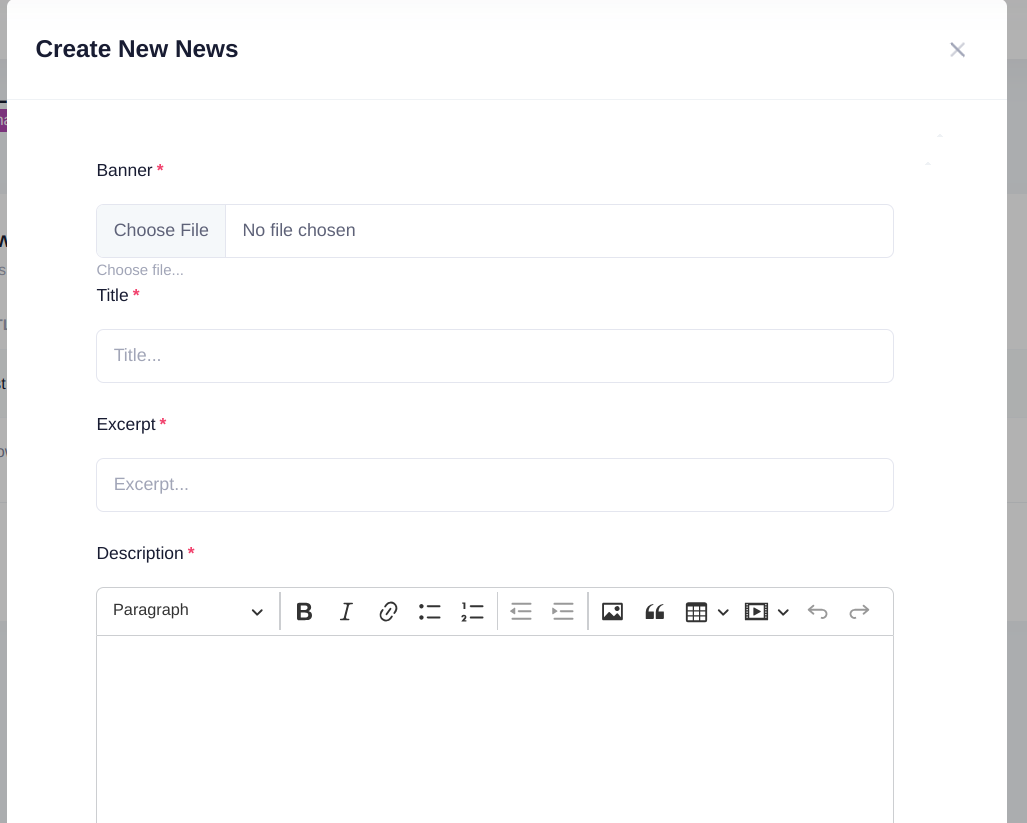 Create New News
Banner *
Choose File No file chosen
Choose file...
Title *
Title...
Excerpt *
Excerpt...
Description *
Paragraph